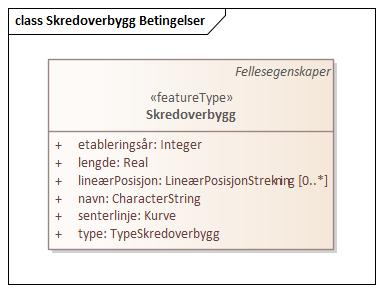 class Skredoverbygg Betingelser
Fellesegenskaper
«featureType»
Skredoverbygg
+ etableringsår: Integer
+ lengde: Real
+ lineærPosisjon: LineærPosisjonStrekning [0..*]
+ navn: CharacterString
+ senterlinje: Kurve
+ type: TypeSkredoverbygg